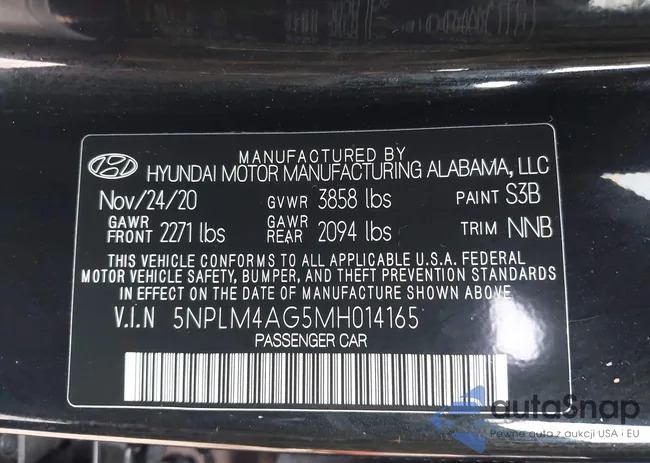 MANUFACTURED BY
HYUNDAI MOTOR MANUFACTURING ALABAMA, LLC
Nov/24/20 GVWR 3858 lbs PAINT S3B
GAWR FRONT 2271 lbs GAWR REAR 2094 lbs TRIM NNB
THIS VEHICLE CONFORMS TO ALL APPLICABLE U.S.A. FEDERAL
MOTOR VEHICLE SAFETY, BUMPER, AND THEFT PREVENTION STANDARDS
IN EFFECT ON THE DATE OF MANUFACTURE SHOWN ABOVE
V.I.N 5NPLM4AG5MH014165
PASSENGER CAR
autoSnap
Pewne auta z aukcji USA i EU